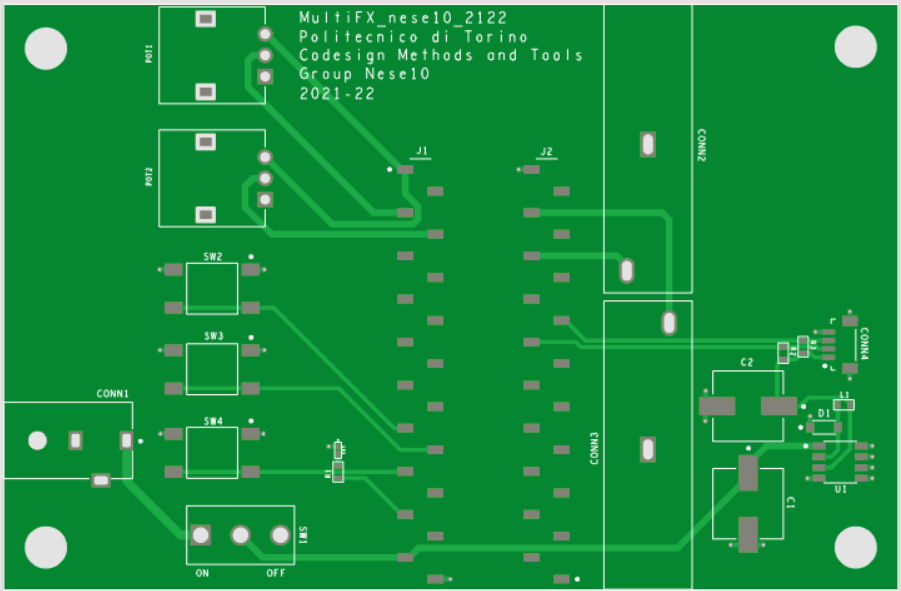 MultiFX_nese10_2122
Politecnico di Torino
Codesign Methods and Tools
Group Nese10
2021-22
POT1
POT2
J1
J2
CONN2
SW2
SW3
CONN4
R2
R3
C2
CONN1
L1
D1
SW4
CONN3
R1
U1
C1
SW1
ON
OFF